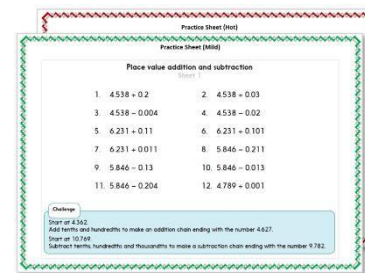 Practice Sheet (Hot)
Practice Sheet (Mild)
Place value addition and subtraction
Sheet 1
1. 4.538 + 0.2
2. 4.538 + 0.03
3. 4.538 – 0.004
4. 4.538 – 0.02
5. 6.231 + 0.11
6. 6.231 + 0.101
7. 6.231 + 0.011
8. 5.846 – 0.211
9. 5.846 – 0.13
10. 5.846 – 0.013
11. 5.846 – 0.204
12. 4.789 + 0.001
Challenge
Start at 4.362.
Add tenths and hundredths to make an addition chain ending with the number 4.627.
Start at 10.769.
Subtract tenths, hundredths and thousandths to make a subtraction chain ending with the number 9.782.